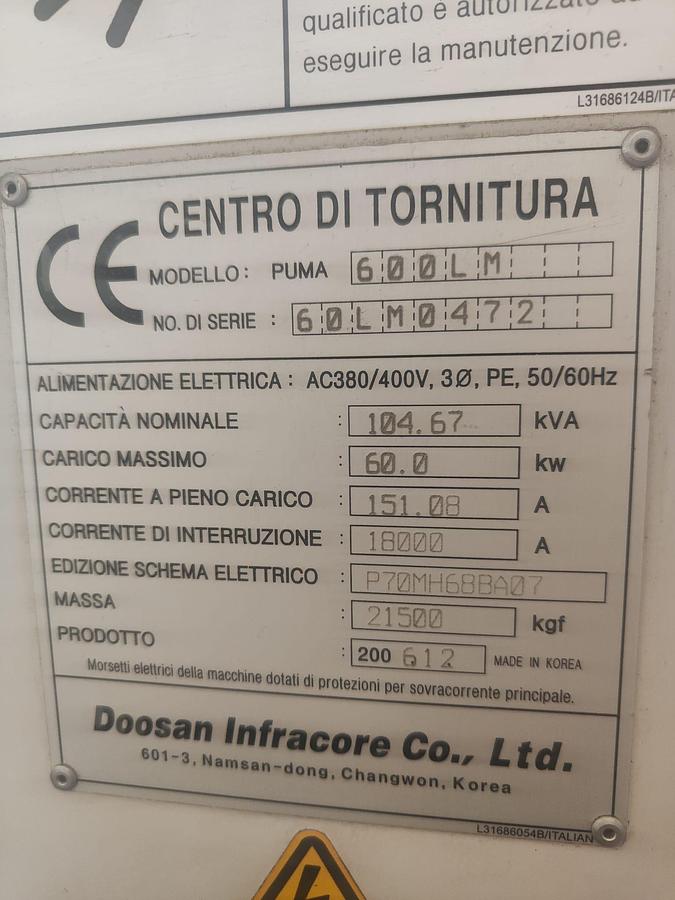 qualificato e autorizzato ad
eseguire la manutenzione.
L31686124B/ITA
CE
CENTRO DI TORNITURA
MODELLO: PUMA 600LM
NO. DI SERIE : 60LM0472
ALIMENTAZIONE ELETTRICA : AC380/400V, 3Ø, PE, 50/60Hz
CAPACITÀ NOMINALE : 104.67 kVA
CARICO MASSIMO : 60.0 kw
CORRENTE A PIENO CARICO : 151.08 A
CORRENTE DI INTERRUZIONE : 18000 A
EDIZIONE SCHEMA ELETTRICO : P70MH68BA07
MASSA : 21500 kgf
PRODOTTO : 200 612 MADE IN KOREA
Morsetti elettrici della macchine dotati di protezioni per sovracorrente principale.
Doosan Infracore Co., Ltd.
601-3, Namsan-dong, Changwon, Korea
L31686054B/ITALIAN